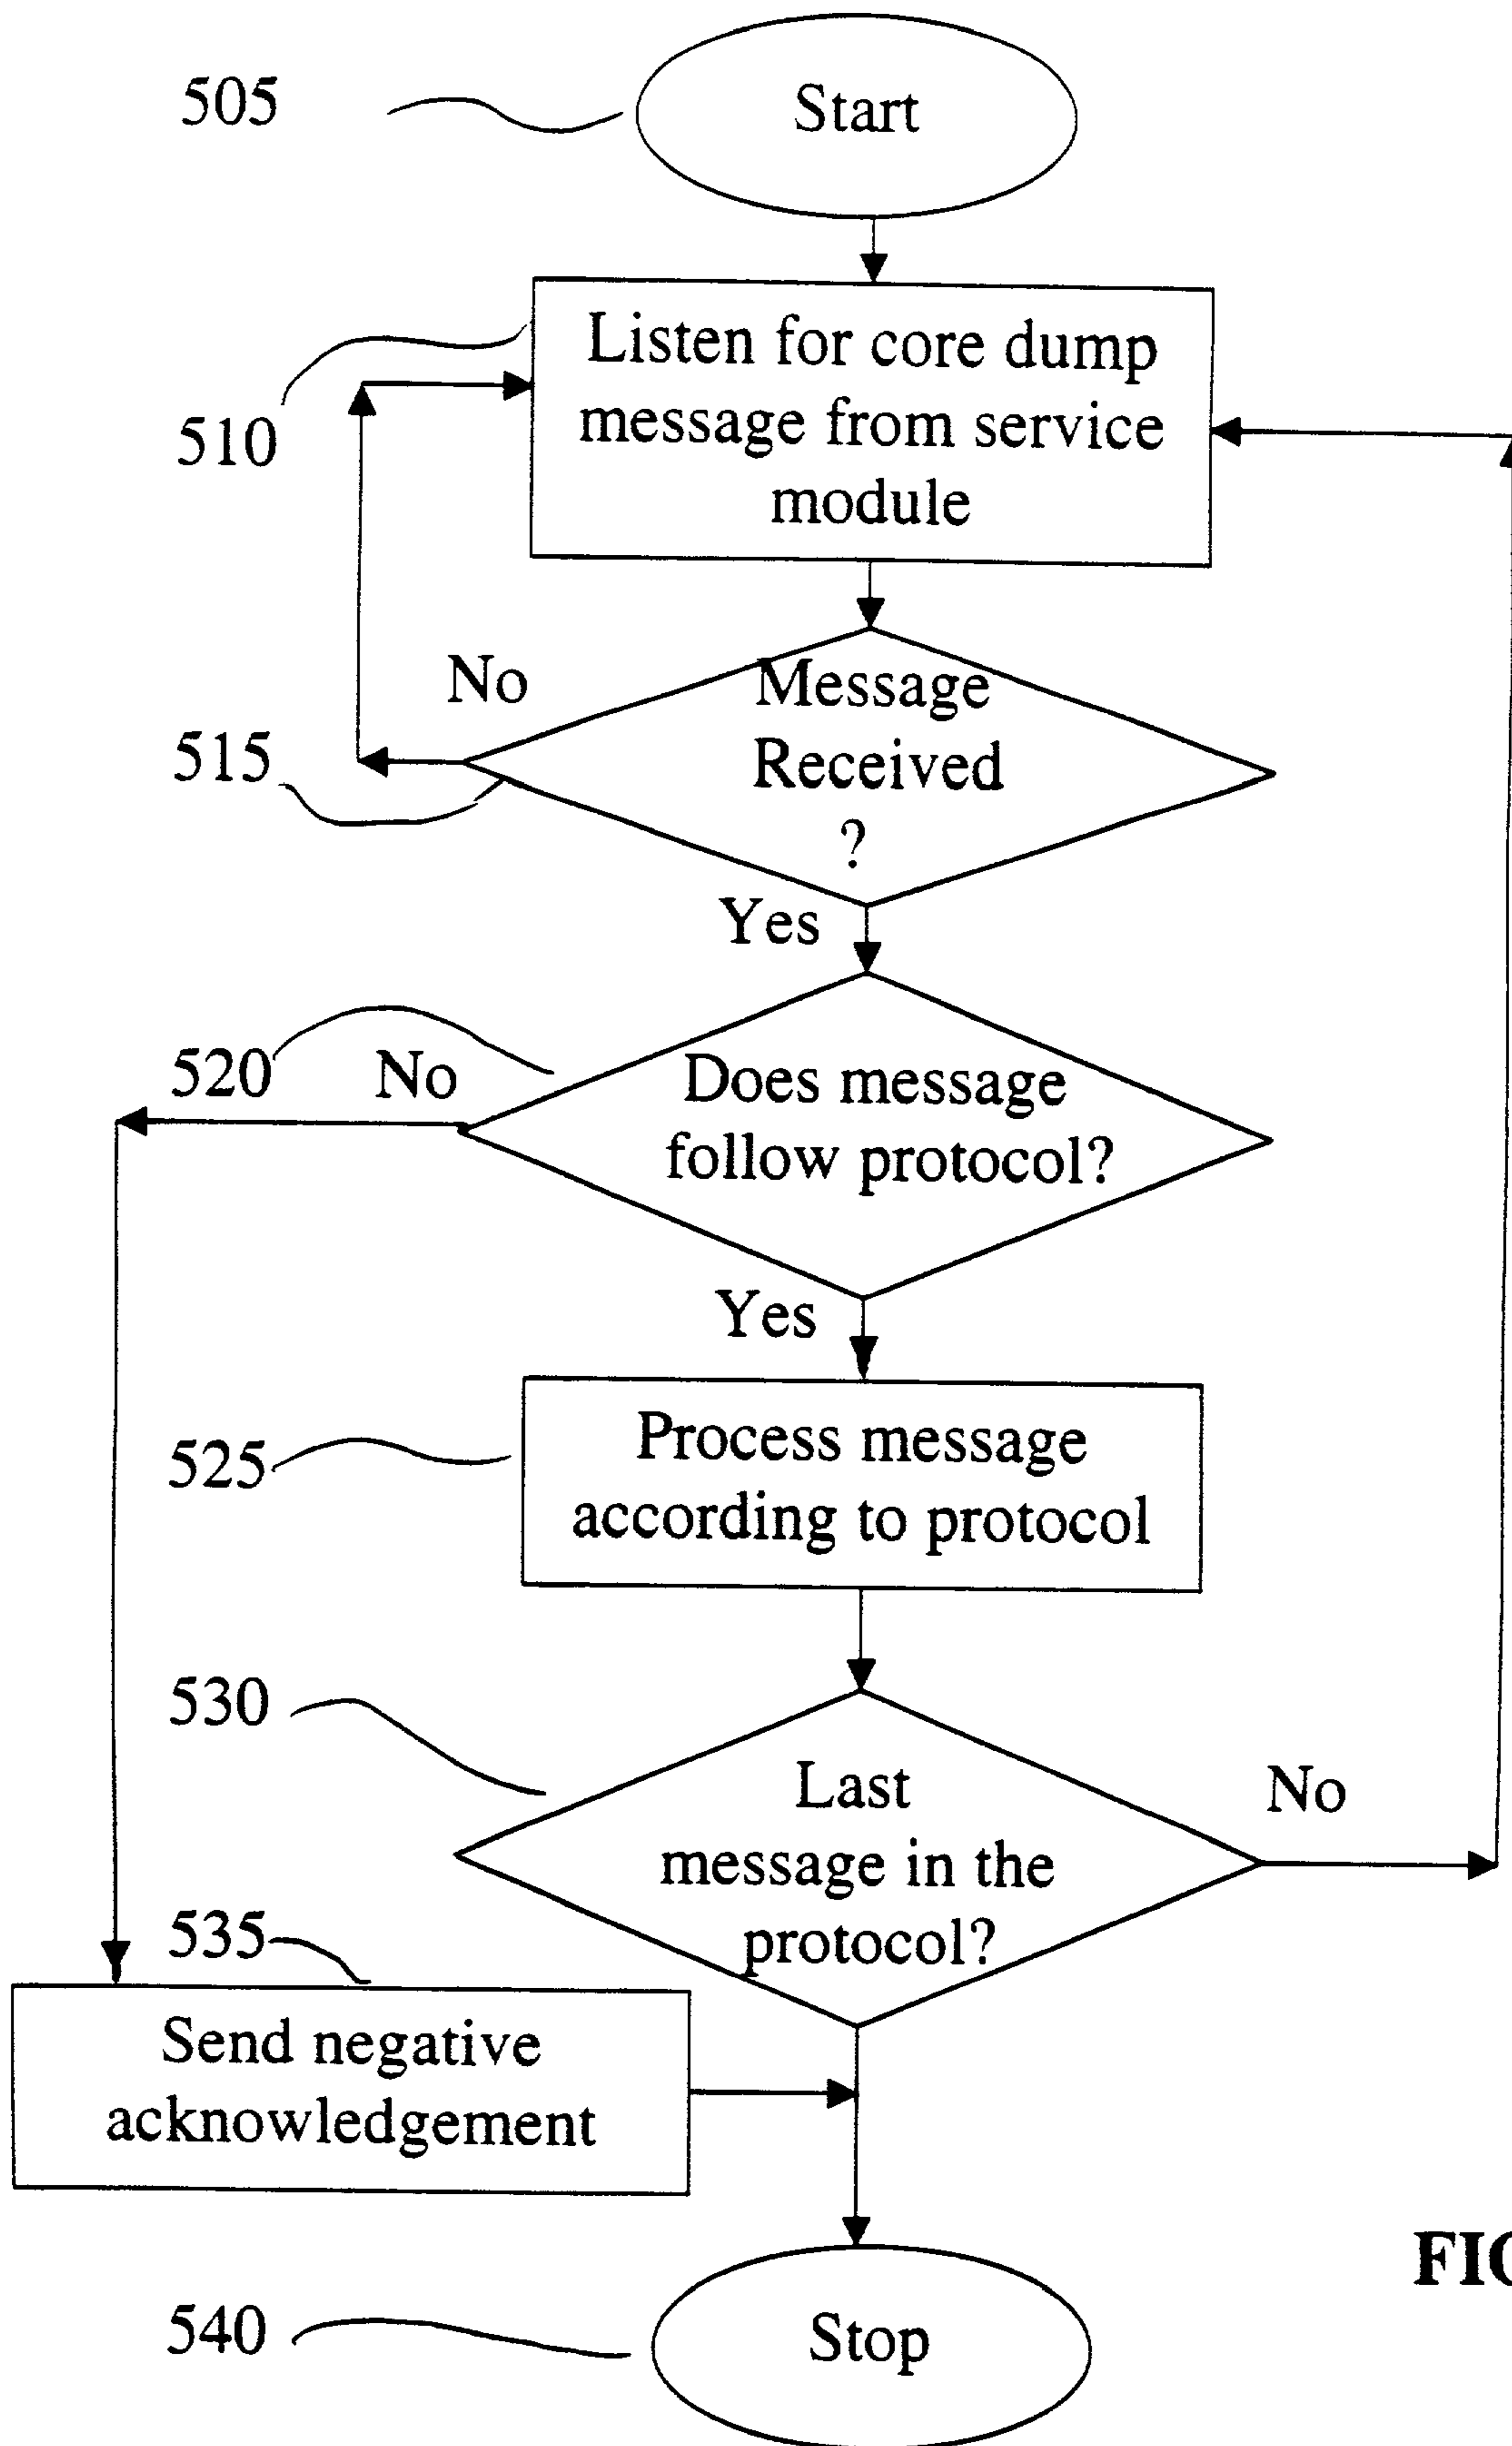 505
Start
510
Listen for core dump
message from service
module
No
515
Message
Received
?
Yes
520
No
Does message
follow protocol?
Yes
525
Process message
according to protocol
530
Last
message in the
protocol?
No
535
Send negative
acknowledgement
540
Stop